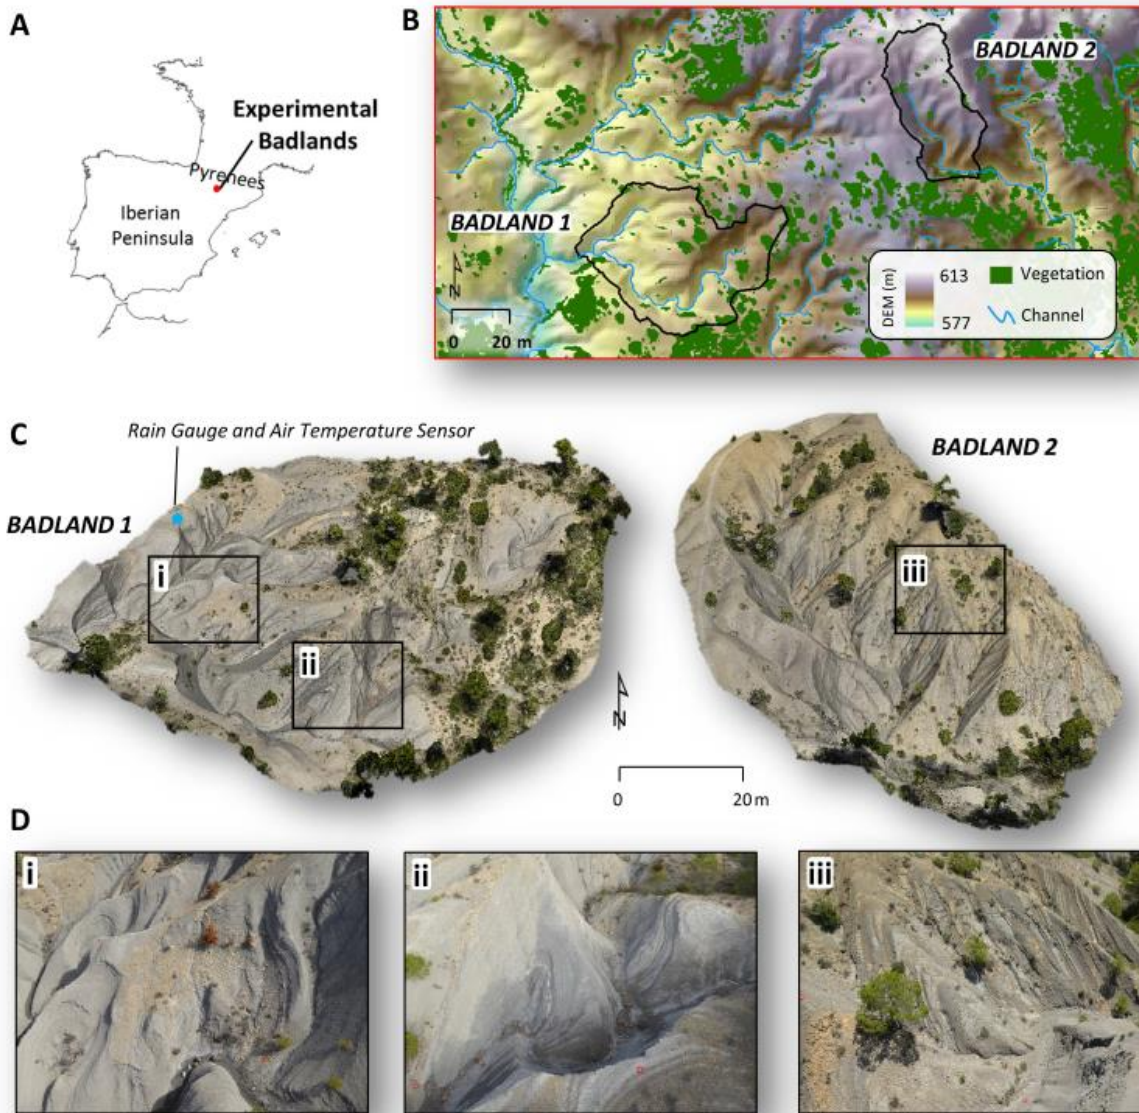 A
Experimental
Badlands
Pyrenees
Iberian
Peninsula
B
BADLAND 2
BADLAND 1
N
0 20 m
DEM (m)
613
577
Vegetation
Channel
C
Rain Gauge and Air Temperature Sensor
BADLAND 1
BADLAND 2
i
ii
iii
N
0 20 m
D
i
ii
iii